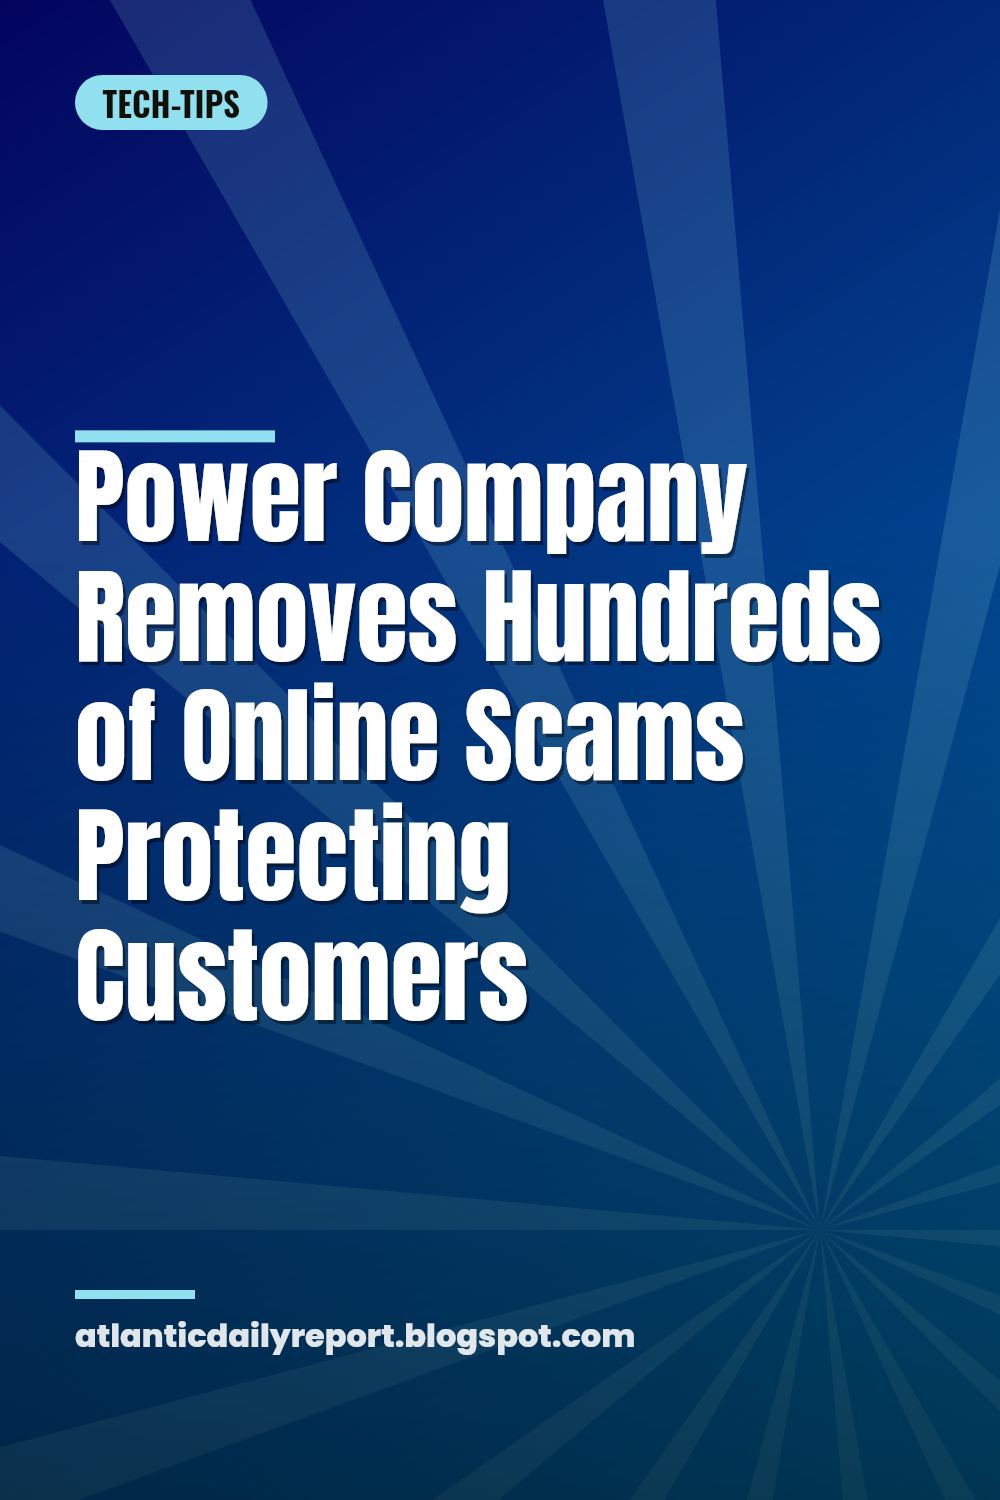 TECH-TIPS
Power Company
Removes Hundreds
of Online Scams
Protecting
Customers
atlanticdailyreport.blogspot.com